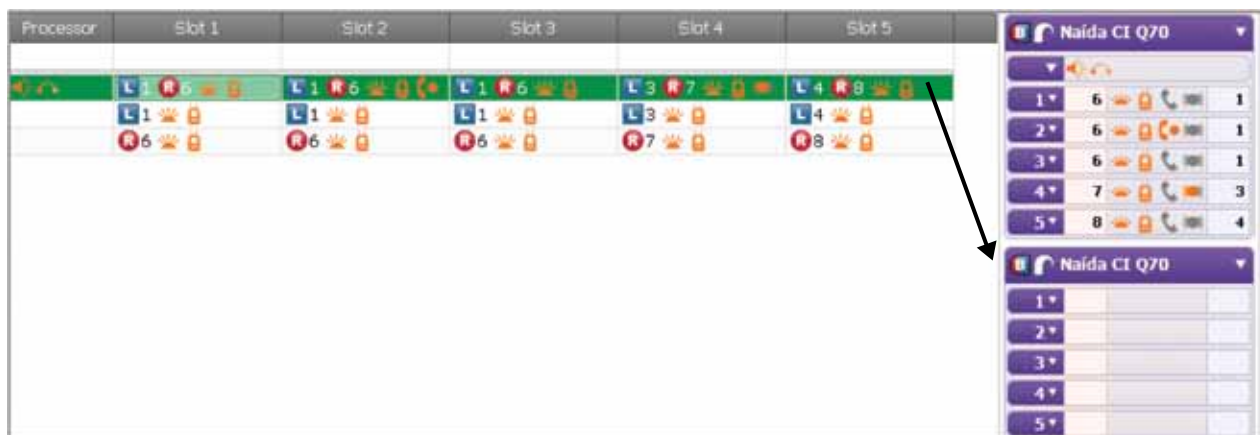 Processor Slot 1 Slot 2 Slot 3 Slot 4 Slot 5
L 1 R 6 L 1 R 6 L 1 R 6 L 3 R 7 L 4 R 8
L 1 L 1 L 1 L 3 L 4
R 6 R 6 R 6 R 7 R 8
B Naída CI Q70
1 6 1
2 6 1
3 6 1
4 7 3
5 8 4
B Naída CI Q70
1
2
3
4
5